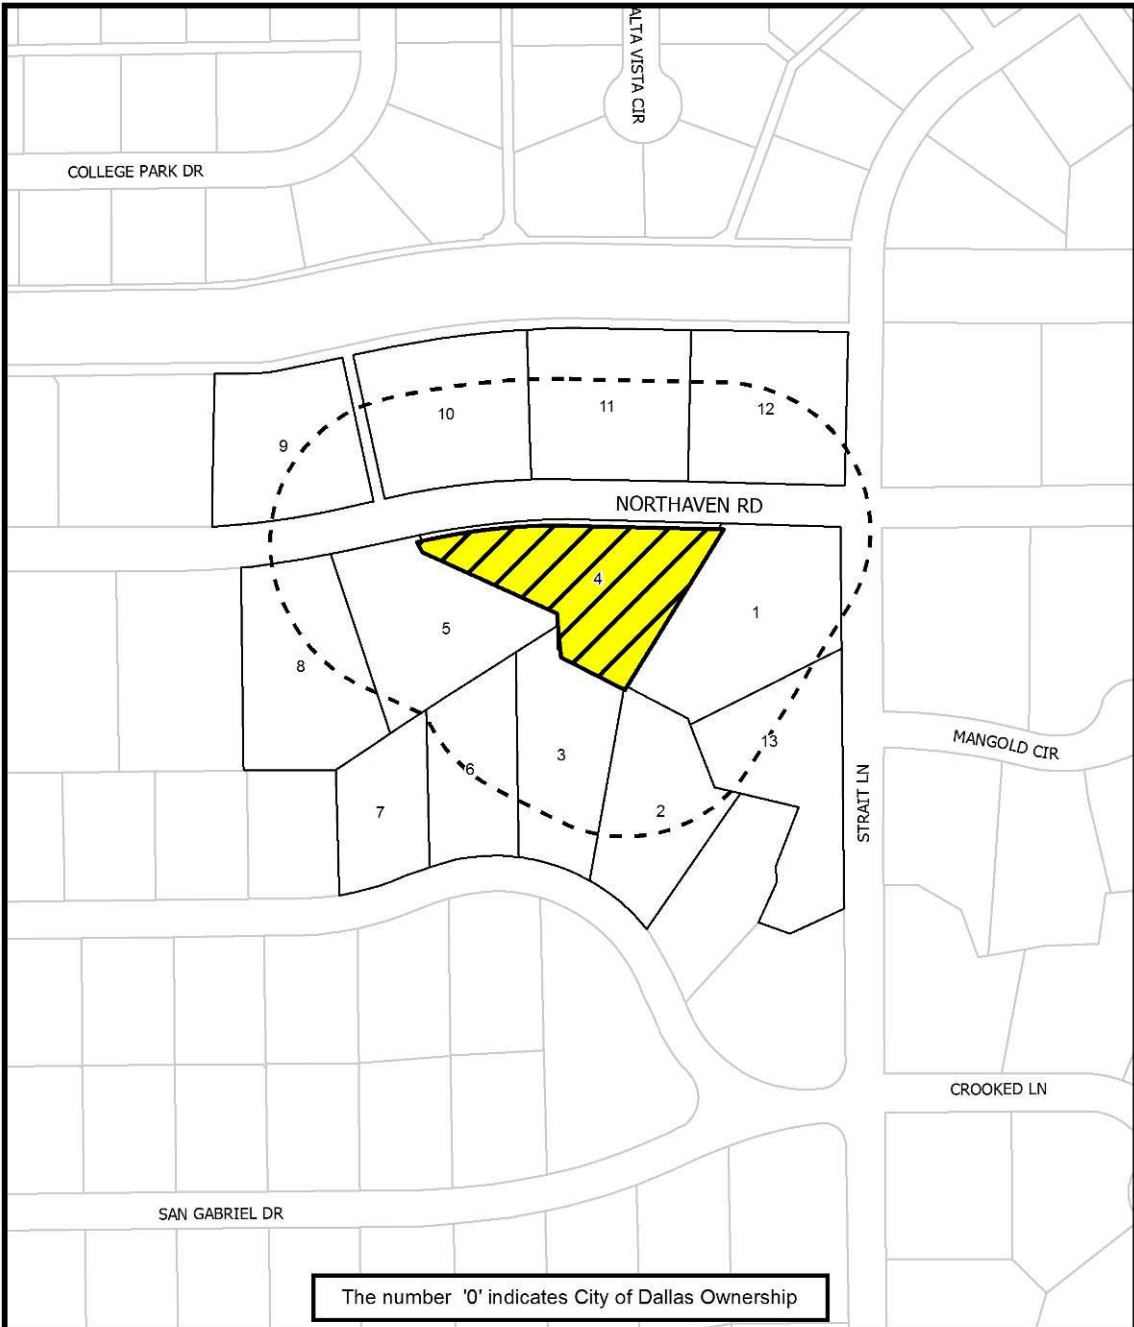 ALTA VISTA CIR
COLLEGE PARK DR
12
11
10
9
NORTHAVEN RD
4
1
5
8
13
MANGOLD CIR
3
6
STRAIT LN
2
7
CROOKED LN
SAN GABRIEL DR
The number '0' indicates City of Dallas Ownership